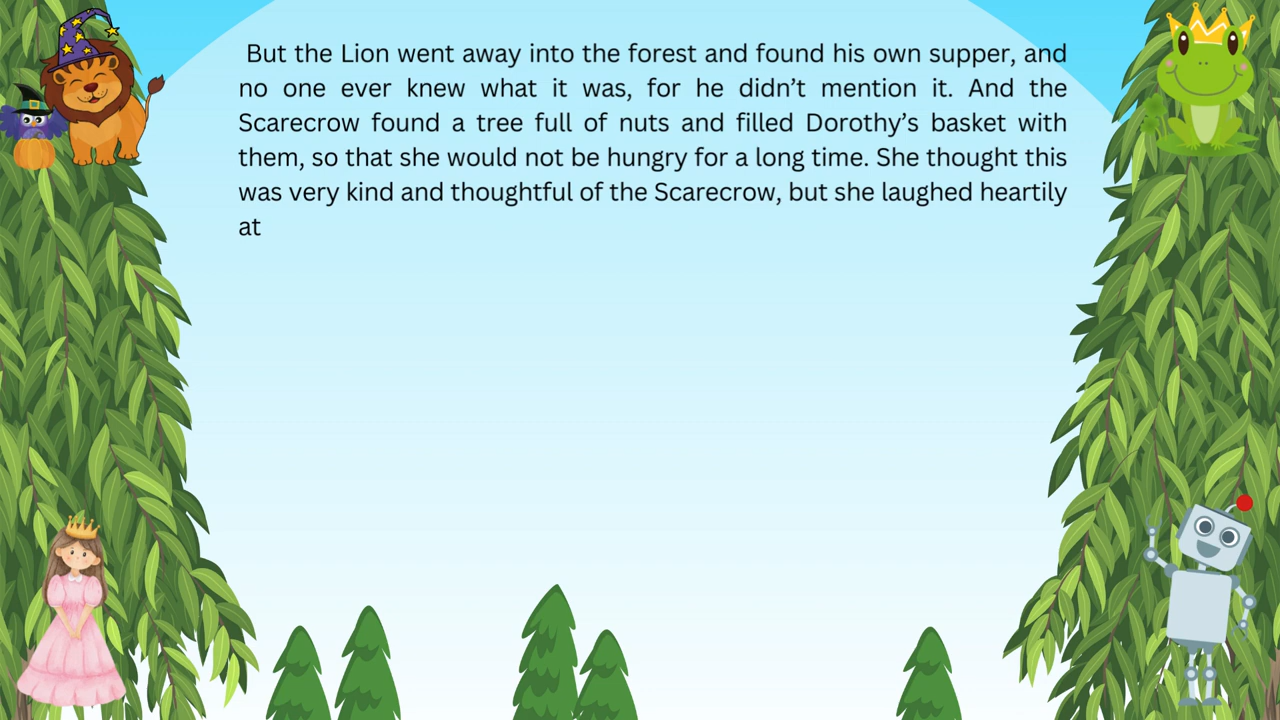 But the Lion went away into the forest and found his own supper, and
no one ever knew what it was, for he didn’t mention it. And the
Scarecrow found a tree full of nuts and filled Dorothy’s basket with
them, so that she would not be hungry for a long time. She thought this
was very kind and thoughtful of the Scarecrow, but she laughed heartily
at